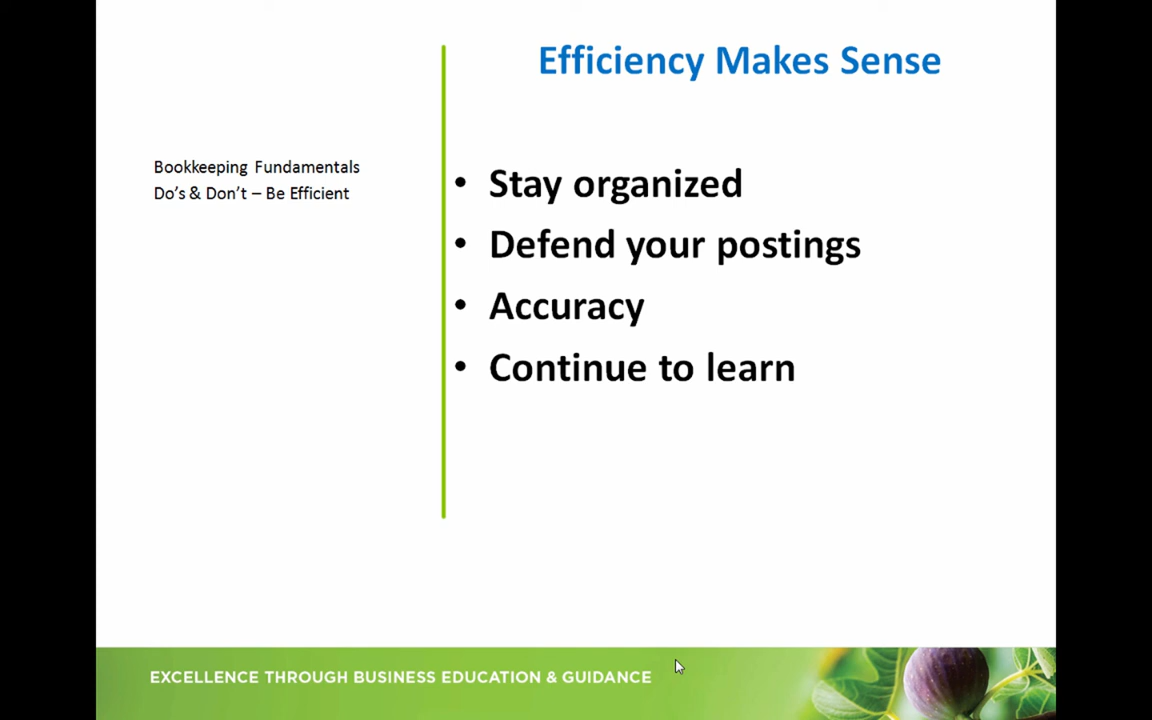 Efficiency Makes Sense
Bookkeeping Fundamentals
Do's & Don't – Be Efficient
• Stay organized
• Defend your postings
• Accuracy
• Continue to learn
EXCELLENCE THROUGH BUSINESS EDUCATION & GUIDANCE